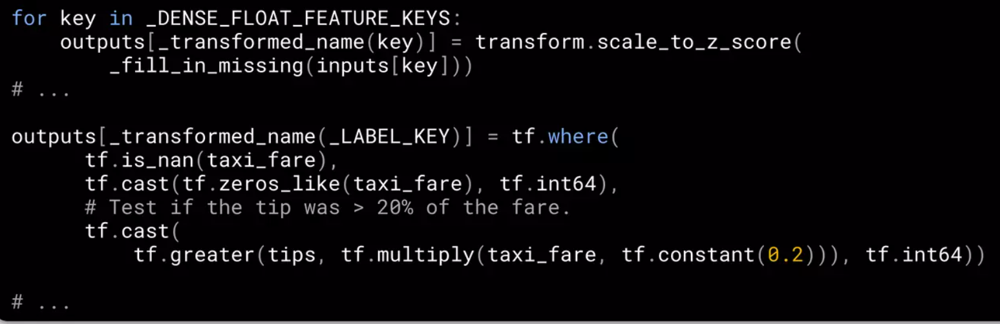 for key in _DENSE_FLOAT_FEATURE_KEYS:
    outputs[_transformed_name(key)] = transform.scale_to_z_score(
        _fill_in_missing(inputs[key]))
# ...
outputs[_transformed_name(_LABEL_KEY)] = tf.where(
      tf.is_nan(taxi_fare),
      tf.cast(tf.zeros_like(taxi_fare), tf.int64),
      # Test if the tip was > 20% of the fare.
      tf.cast(
          tf.greater(tips, tf.multiply(taxi_fare, tf.constant(0.2))), tf.int64))
# ...